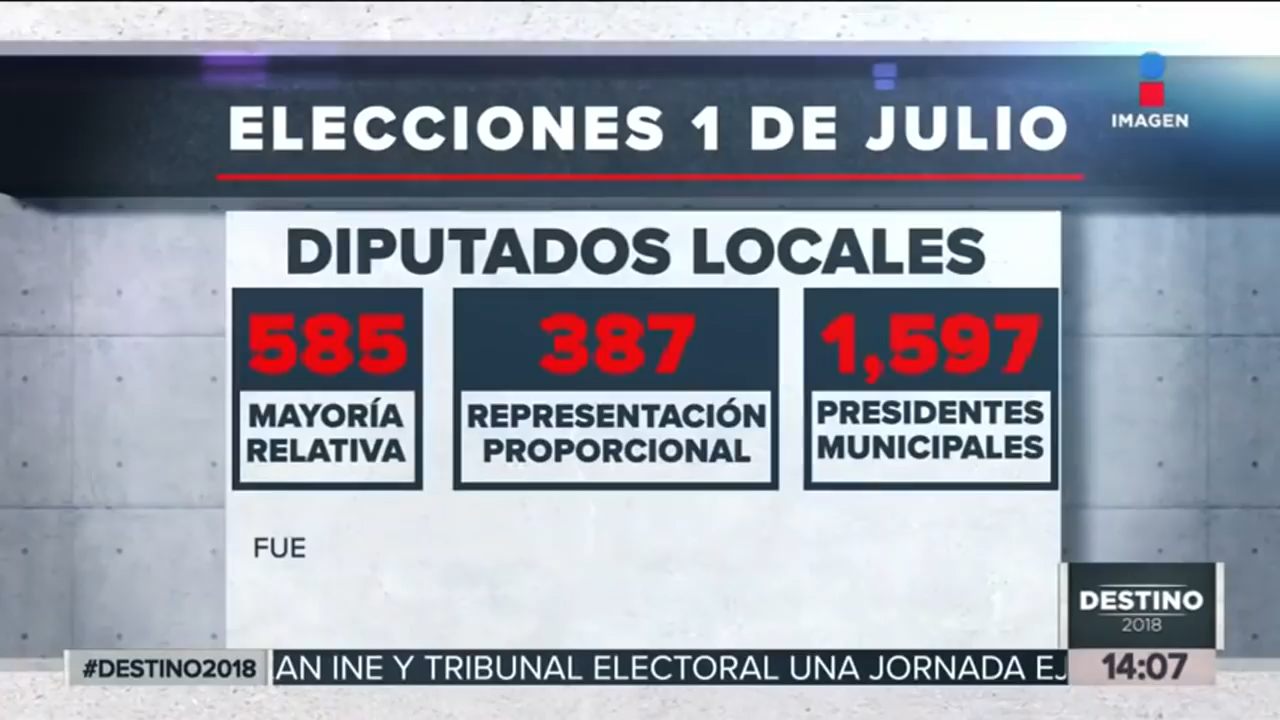 ELECCIONES 1 DE JULIO
IMAGEN
DIPUTADOS LOCALES
585
MAYORÍA
RELATIVA
387
REPRESENTACIÓN
PROPORCIONAL
1,597
PRESIDENTES
MUNICIPALES
FUE
DESTINO
2018
#DESTINO2018
AN INE Y TRIBUNAL ELECTORAL UNA JORNADA EJ
14:07